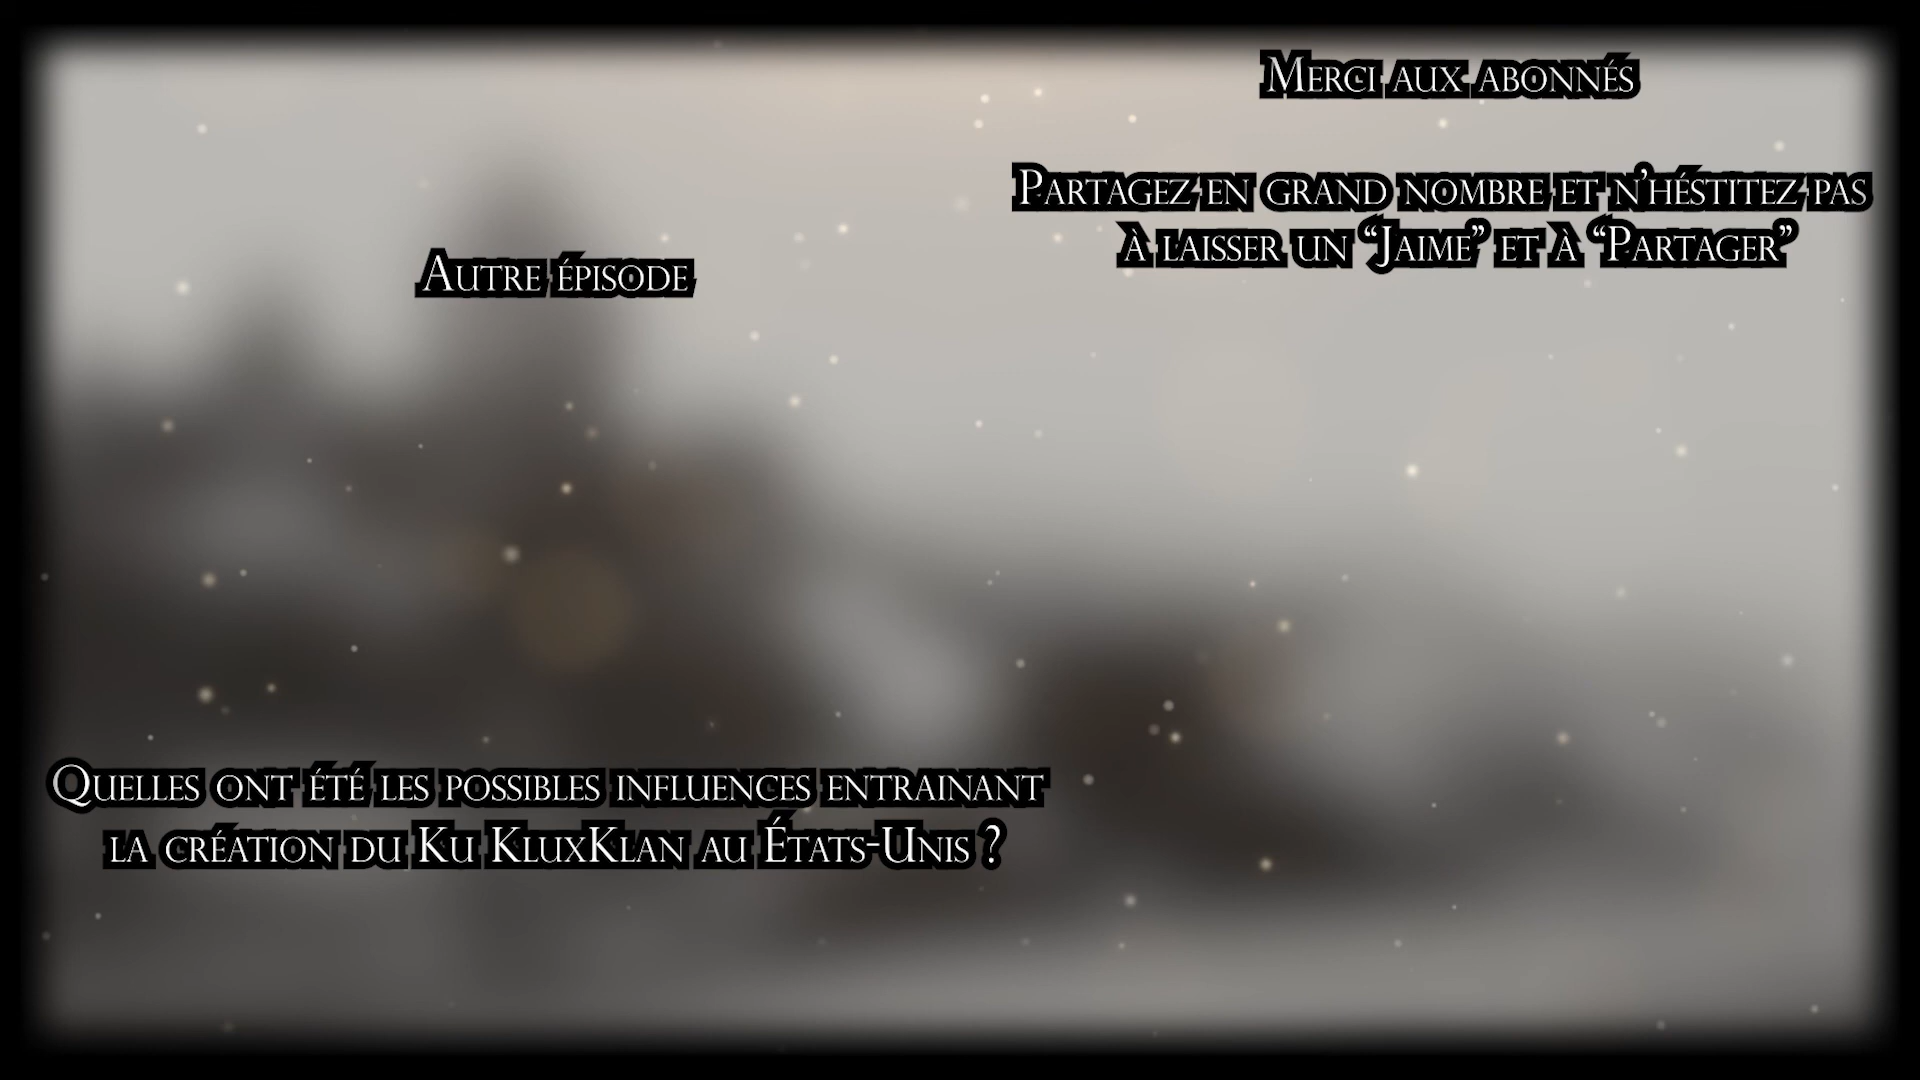 Merci aux abonnés
Partagez en grand nombre et n'héstitez pas
à laisser un “Jaime” et à “Partager”
Autre épisode
Quelles ont été les possibles influences entrainant
la création du Ku KluxKlan au États-Unis ?